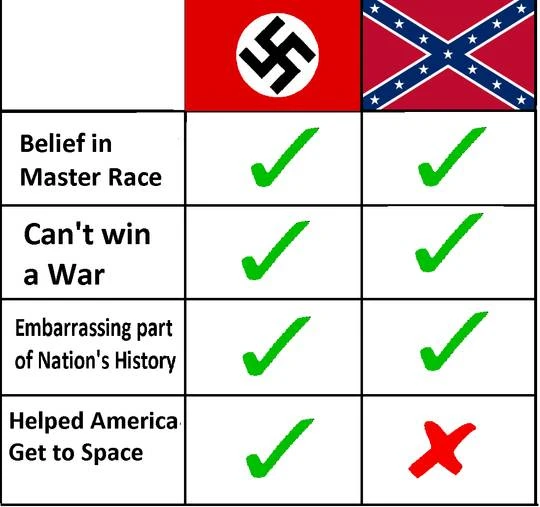 Belief in
Master Race
Can't win
a War
Embarrassing part
of Nation's History
Helped America
Get to Space